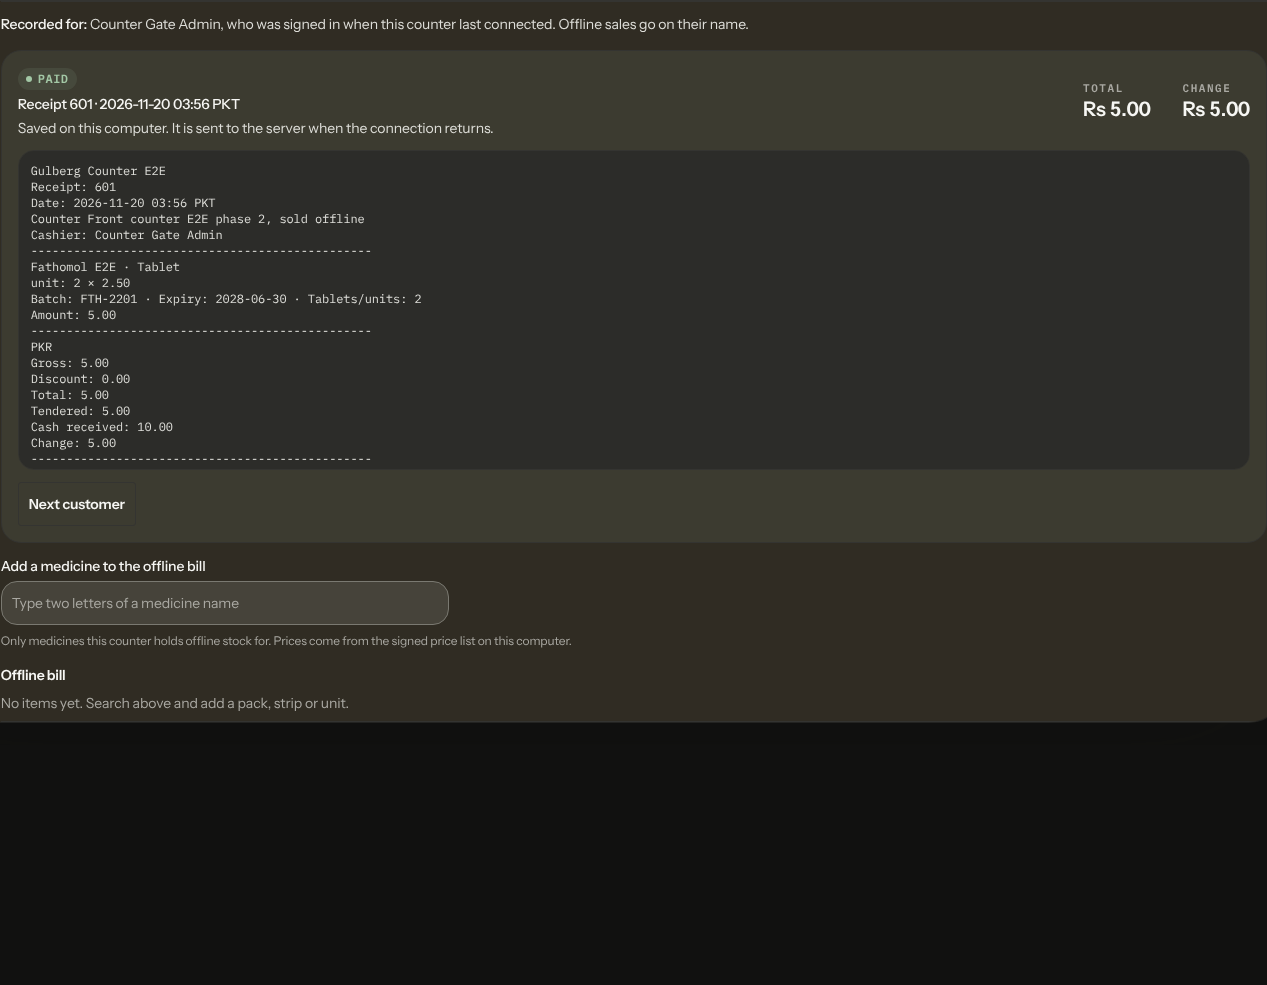 Recorded for: Counter Gate Admin, who was signed in when this counter last connected. Offline sales go on their name.
PAID
Receipt 601 · 2026-11-20 03:56 PKT
Saved on this computer. It is sent to the server when the connection returns.
TOTAL
Rs 5.00
CHANGE
Rs 5.00
Gulberg Counter E2E
Receipt: 601
Date: 2026-11-20 03:56 PKT
Counter Front counter E2E phase 2, sold offline
Cashier: Counter Gate Admin
------------------------------------------------
Fathomol E2E · Tablet
unit: 2 × 2.50
Batch: FTH-2201 · Expiry: 2028-06-30 · Tablets/units: 2
Amount: 5.00
------------------------------------------------
PKR
Gross: 5.00
Discount: 0.00
Total: 5.00
Tendered: 5.00
Cash received: 10.00
Change: 5.00
------------------------------------------------
Next customer
Add a medicine to the offline bill
Type two letters of a medicine name
Only medicines this counter holds offline stock for. Prices come from the signed price list on this computer.
Offline bill
No items yet. Search above and add a pack, strip or unit.